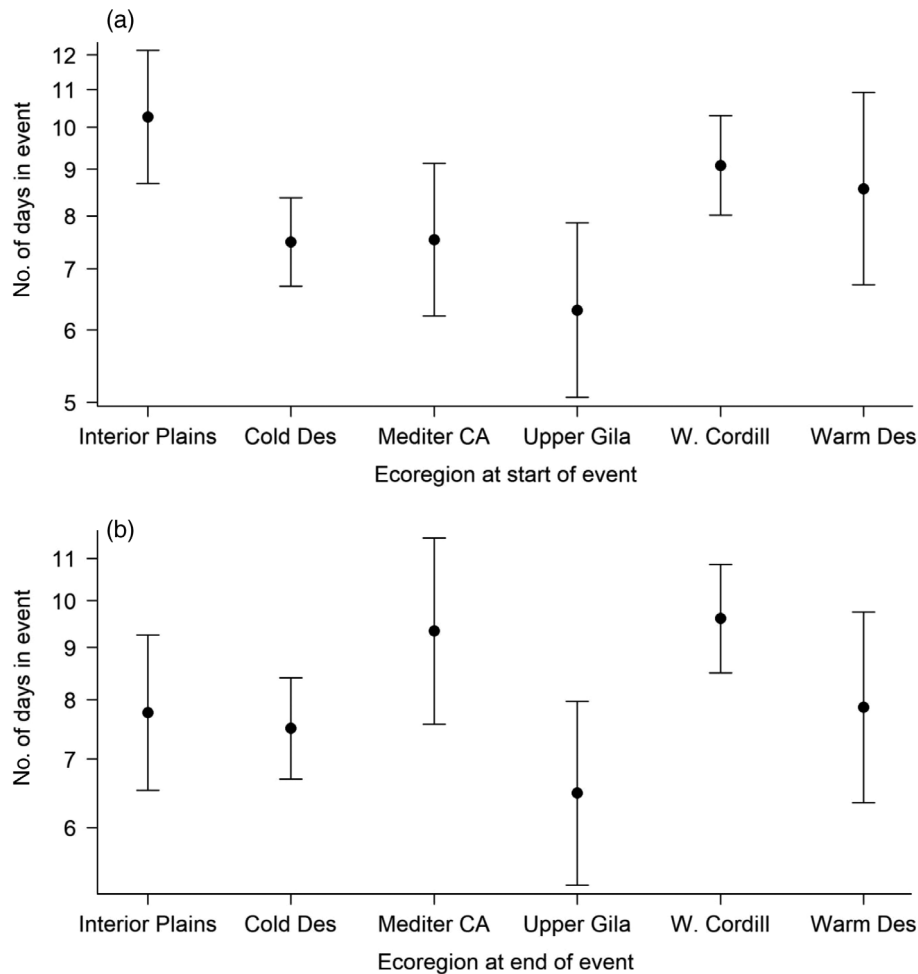 (a)
No. of days in event
12
11
10
9
8
7
6
5
Interior Plains Cold Des Mediter CA Upper Gila W. Cordill Warm Des
Ecoregion at start of event
(b)
No. of days in event
11
10
9
8
7
6
Interior Plains Cold Des Mediter CA Upper Gila W. Cordill Warm Des
Ecoregion at end of event